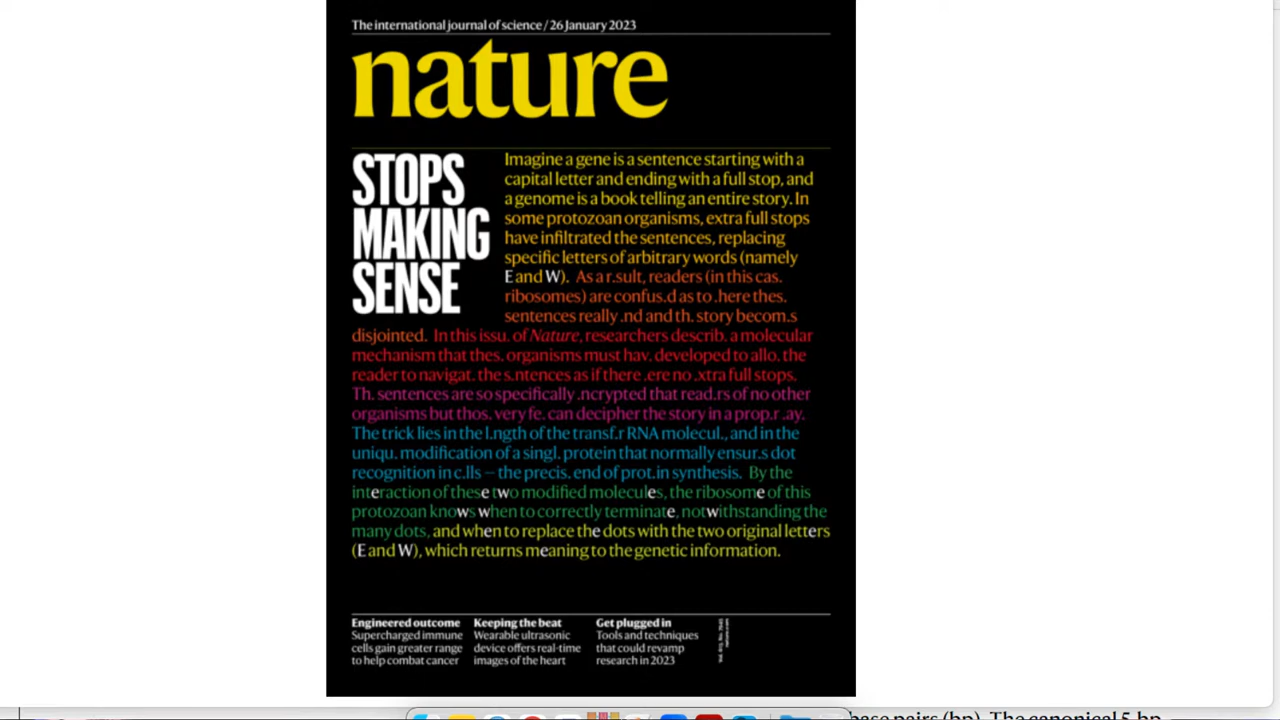 The international journal of science / 26 January 2023
nature
STOPS
MAKING
SENSE
Imagine a gene is a sentence starting with a
capital letter and ending with a full stop, and
a genome is a book telling an entire story. In
some protozoan organisms, extra full stops
have infiltrated the sentences, replacing
specific letters of arbitrary words (namely
E and W). As a r.sult, readers (in this cas.
ribosomes) are confus.d as to .here thes.
sentences really .nd and th. story becom.s
disjointed. In this issu. of Nature, researchers describ. a molecular
mechanism that thes. organisms must hav. developed to allo. the
reader to navigat. the s.ntences as if there .ere no .xtra full stops.
Th. sentences are so specifically .ncrypted that read.rs of no other
organisms but thos. very fe. can decipher the story in a prop.r .ay.
The trick lies in the l.ngth of the transf.r RNA molecul., and in the
uniqu. modification of a singl. protein that normally ensur.s dot
recognition in c.lls – the precis. end of prot.in synthesis. By the
interaction of these two modified molecules, the ribosome of this
protozoan knows when to correctly terminate, notwithstanding the
many dots, and when to replace the dots with the two original letters
(E and W), which returns meaning to the genetic information.
Engineered outcome
Supercharged immune
cells gain greater range
to help combat cancer
Keeping the beat
Wearable ultrasonic
device offers real-time
images of the heart
Get plugged in
Tools and techniques
that could revamp
research in 2023
base pairs (bp). The canonical 5 bp